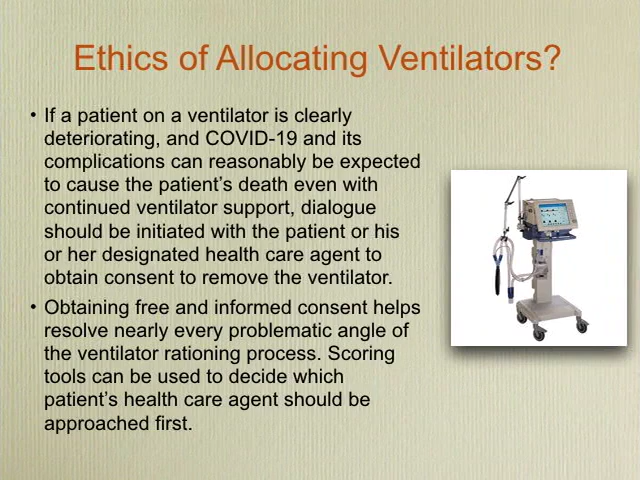 Ethics of Allocating Ventilators?
• If a patient on a ventilator is clearly
deteriorating, and COVID-19 and its
complications can reasonably be expected
to cause the patient’s death even with
continued ventilator support, dialogue
should be initiated with the patient or his
or her designated health care agent to
obtain consent to remove the ventilator.
• Obtaining free and informed consent helps
resolve nearly every problematic angle of
the ventilator rationing process. Scoring
tools can be used to decide which
patient’s health care agent should be
approached first.